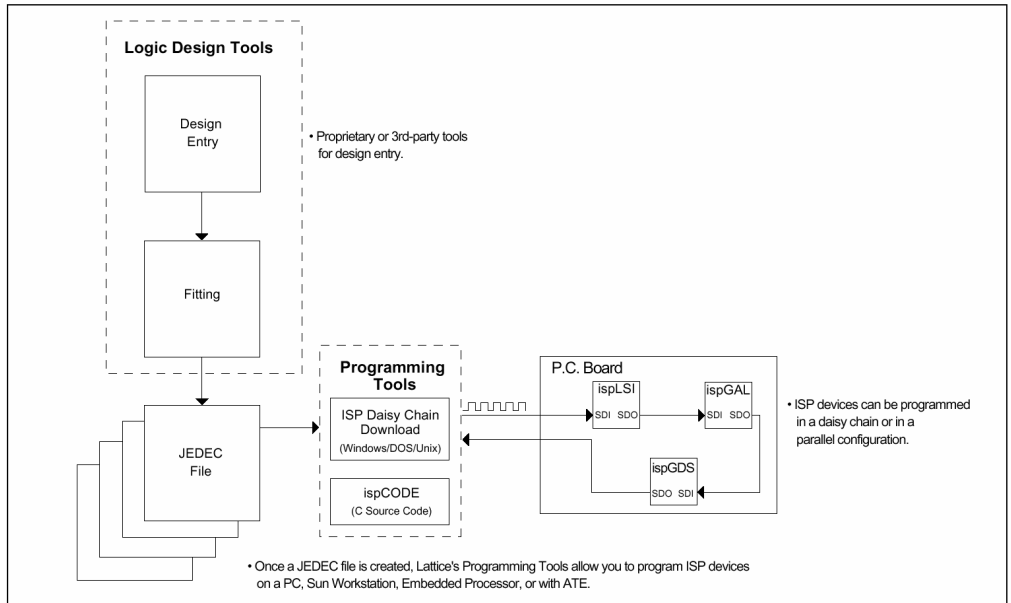 Logic Design Tools
Design
Entry
• Proprietary or 3rd-party tools
for design entry.
Fitting
JEDEC
File
Programming
Tools
ISP Daisy Chain
Download
(Windows/DOS/Unix)
ispCODE
(C Source Code)
P.C. Board
ispLSI
SDI SDO
ispGAL
SDI SDO
ispGDS
SDO SDI
• ISP devices can be programmed
in a daisy chain or in a
parallel configuration.
• Once a JEDEC file is created, Lattice's Programming Tools allow you to program ISP devices
on a PC, Sun Workstation, Embedded Processor, or with ATE.